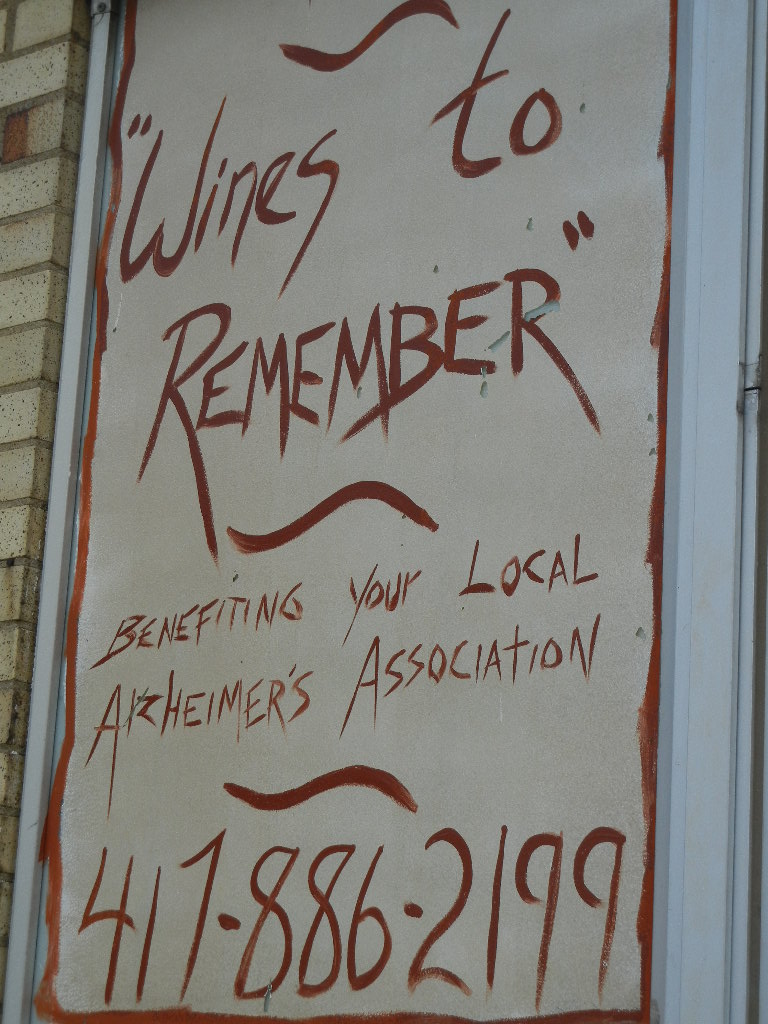 "Wines to
REMEMBER"
BENEFITING YOUR LOCAL
ALZHEIMER'S ASSOCIATION
417-886-2199